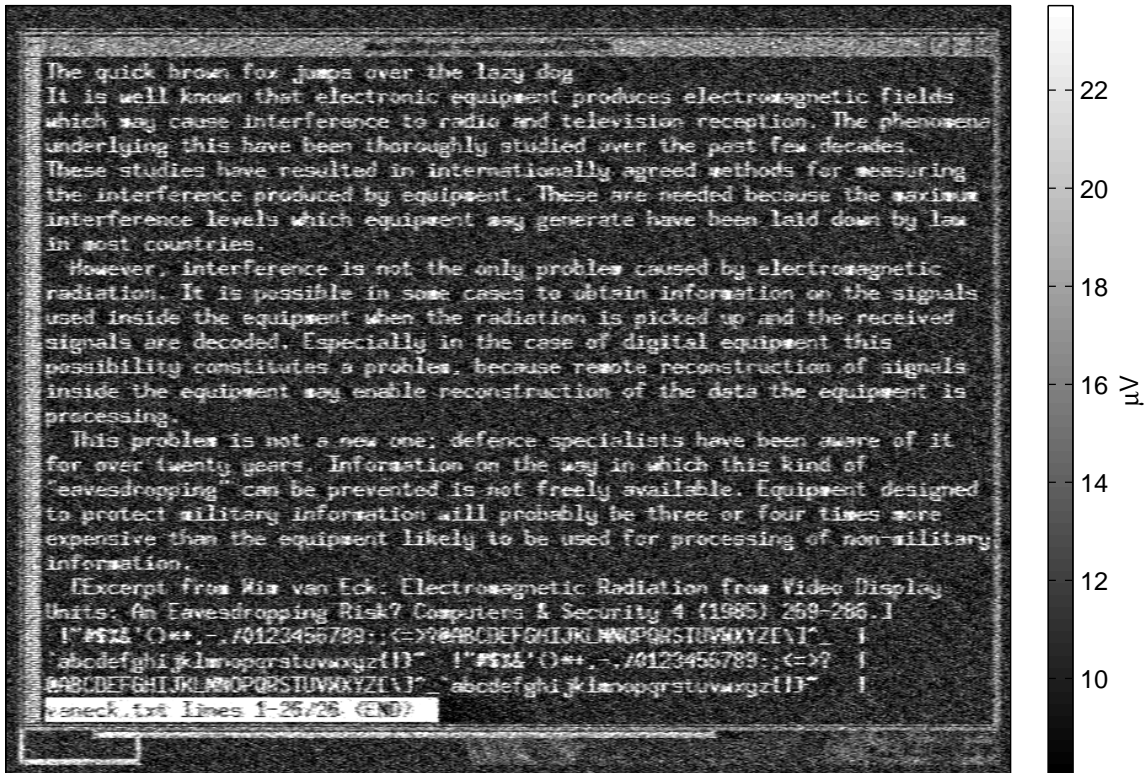 The quick brown fox jumps over the lazy dog
It is well known that electronic equipment produces electromagnetic fields
which may cause interference to radio and television reception. The phenomena
underlying this have been thoroughly studied over the past few decades.
These studies have resulted in internationally agreed methods for measuring
the interference produced by equipment. These are needed because the maximum
interference levels which equipment may generate have been laid down by law
in most countries.
However, interference is not the only problem caused by electromagnetic
radiation. It is possible in some cases to obtain information on the signals
used inside the equipment when the radiation is picked up and the received
signals are decoded. Especially in the case of digital equipment this
possibility constitutes a problem, because remote reconstruction of signals
inside the equipment may enable reconstruction of the data the equipment is
processing.
This problem is not a new one; defence specialists have been aware of it
for over twenty years. Information on the way in which this kind of
"eavesdropping" can be prevented is not freely available. Equipment designed
to protect military information will probably be three or four times more
expensive than the equipment likely to be used for processing of non-military
information.
[Excerpt from Wim van Eck: Electromagnetic Radiation from Video Display
Units: An Eavesdropping Risk? Computers & Security 4 (1985) 269-286.]
!"#$%&'()*+,-./0123456789:;<=>?@ABCDEFGHIJKLMNOPQRSTUVWXYZ[\]^
abcdefghijklmnopqrstuvwxyz{|}~ !"#$%&'()*+,-./0123456789:;<=>?
@ABCDEFGHIJKLMNOPQRSTUVWXYZ[\]^ abcdefghijklmnopqrstuvwxyz{|}~
vaneck.txt lines 1-26/26 (END)
22
20
18
16
14
12
10
µV